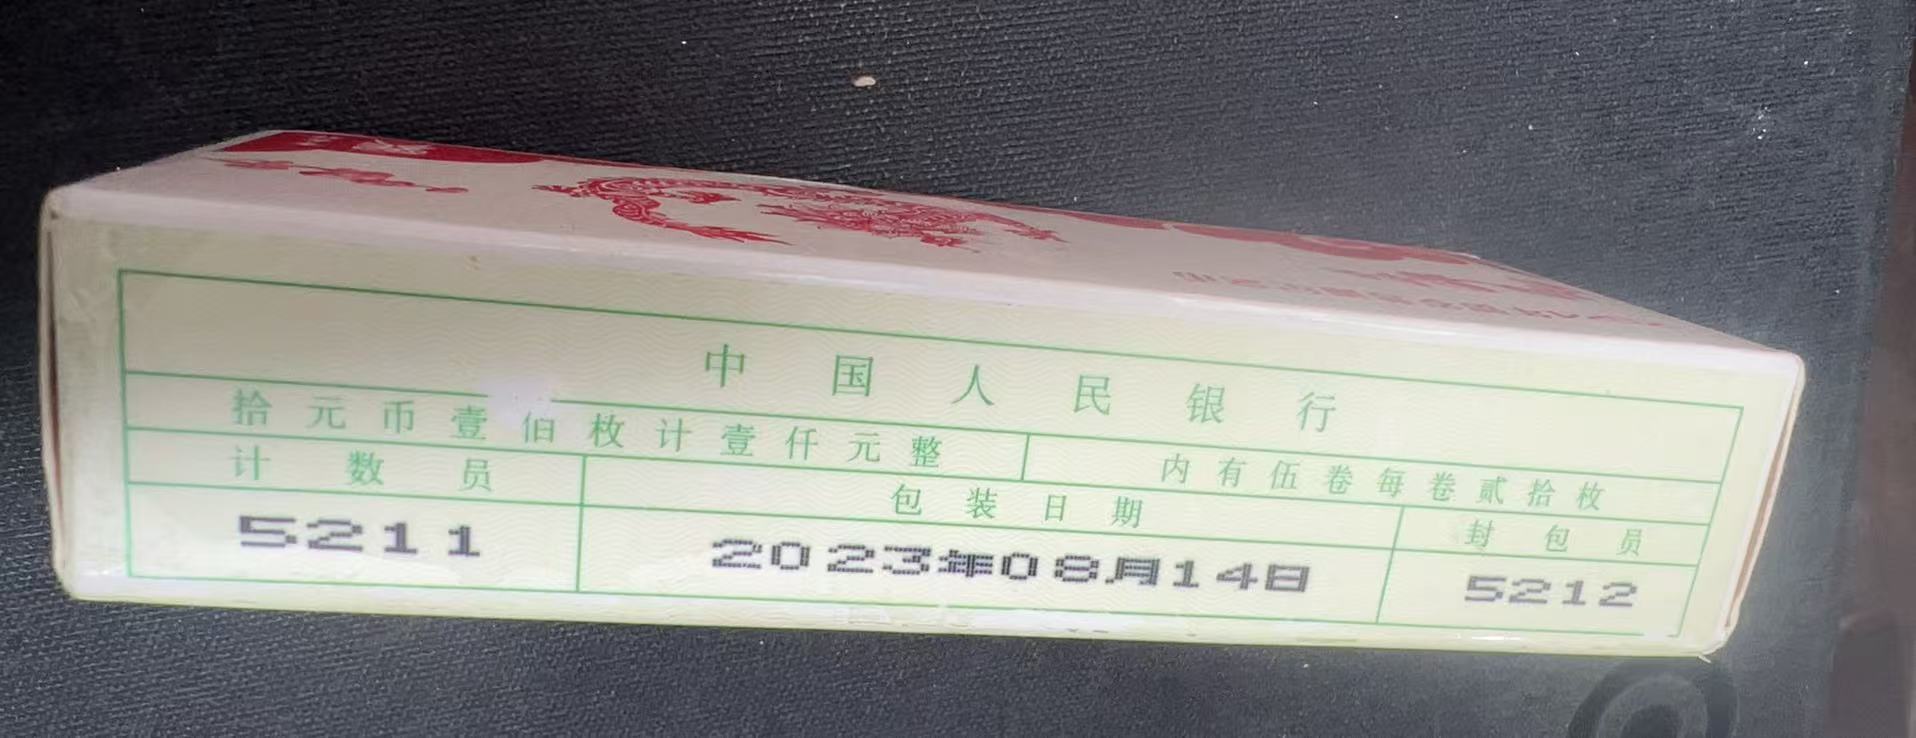 中国人民银行
拾元币壹佰枚计壹仟元整 内有伍卷每卷贰拾枚
计数员 包装日期 封包员
5211 2023年08月14日 5212